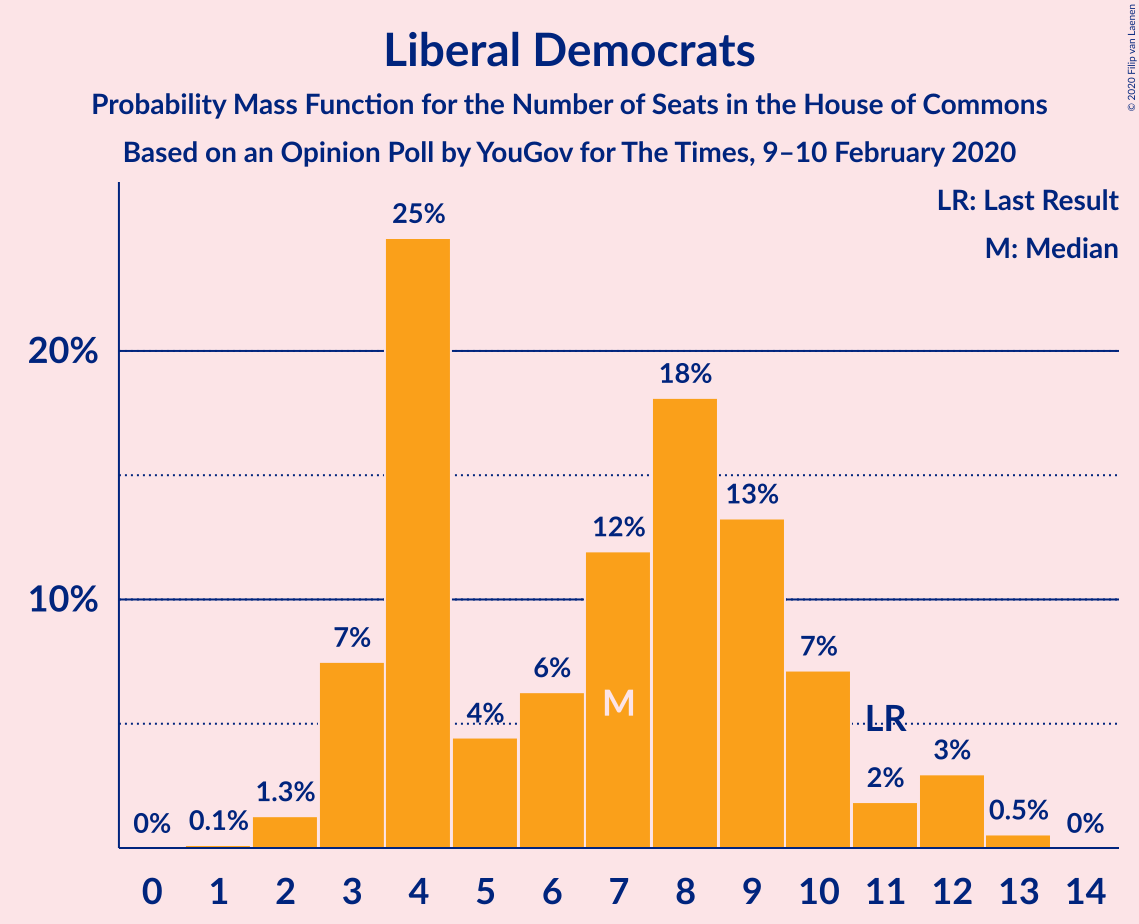 Liberal Democrats
Probability Mass Function for the Number of Seats in the House of Commons
Based on an Opinion Poll by YouGov for The Times, 9–10 February 2020
© 2020 Filip van Laenen
LR: Last Result
M: Median
20%
10%
0%
0.1%
1.3%
7%
25%
4%
6%
12%
18%
13%
7%
2%
3%
0.5%
0%
M
LR
0 1 2 3 4 5 6 7 8 9 10 11 12 13 14